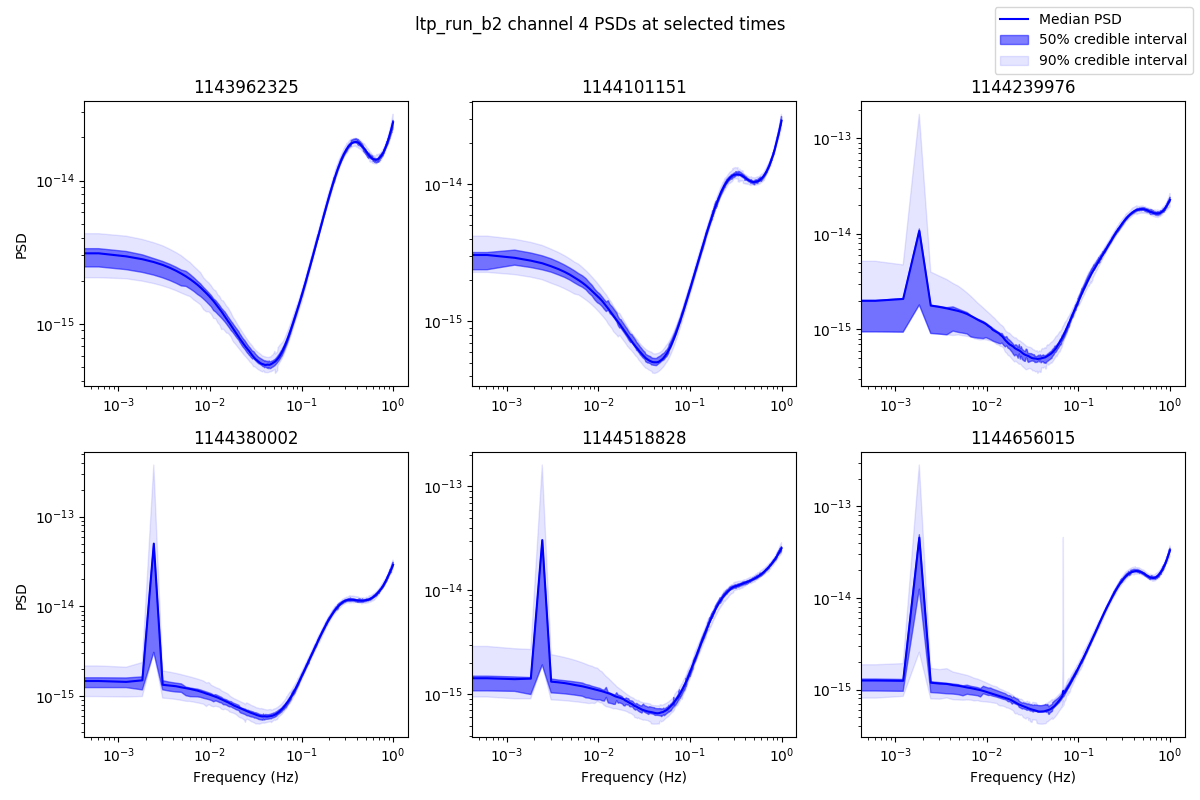 ltp_run_b2 channel 4 PSDs at selected times
Median PSD
50% credible interval
90% credible interval
1143962325
1144101151
1144239976
PSD
10⁻¹⁴
10⁻¹⁵
10⁻³ 10⁻² 10⁻¹ 10⁰
10⁻¹⁴
10⁻¹⁵
10⁻³ 10⁻² 10⁻¹ 10⁰
10⁻¹³
10⁻¹⁴
10⁻¹⁵
10⁻³ 10⁻² 10⁻¹ 10⁰
1144380002
1144518828
1144656015
PSD
10⁻¹³
10⁻¹⁴
10⁻¹⁵
10⁻³ 10⁻² 10⁻¹ 10⁰
Frequency (Hz)
10⁻¹³
10⁻¹⁴
10⁻¹⁵
10⁻³ 10⁻² 10⁻¹ 10⁰
Frequency (Hz)
10⁻¹³
10⁻¹⁴
10⁻¹⁵
10⁻³ 10⁻² 10⁻¹ 10⁰
Frequency (Hz)